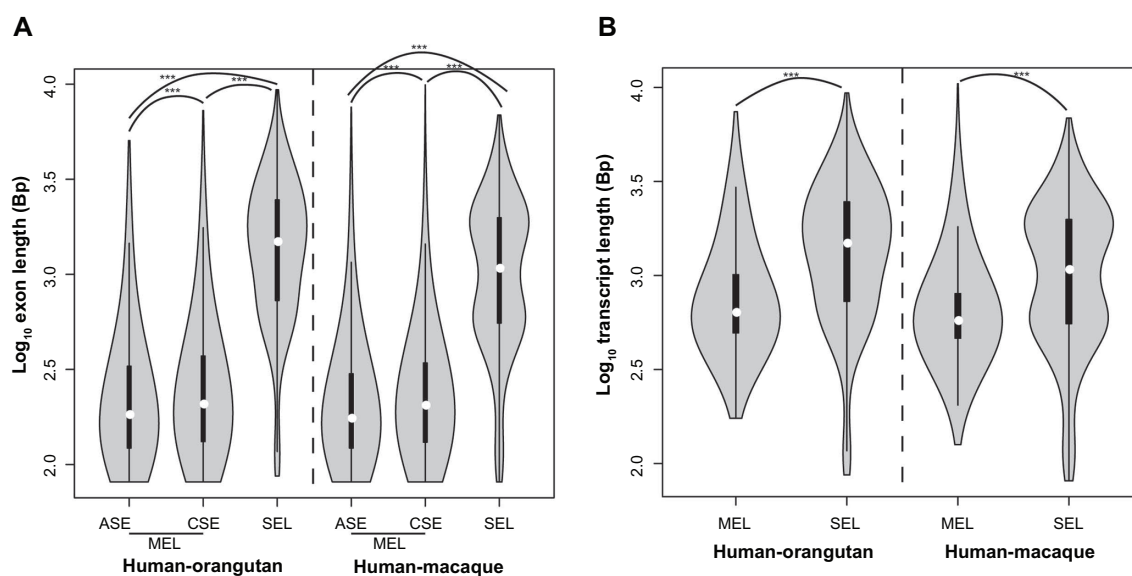 A
B
Log10 exon length (Bp)
4.0
3.5
3.0
2.5
2.0
***
***
***
***
***
***
ASE
CSE
SEL
ASE
CSE
SEL
MEL
MEL
Human-orangutan
Human-macaque
Log10 transcript length (Bp)
4.0
3.5
3.0
2.5
2.0
***
***
MEL
SEL
MEL
SEL
Human-orangutan
Human-macaque